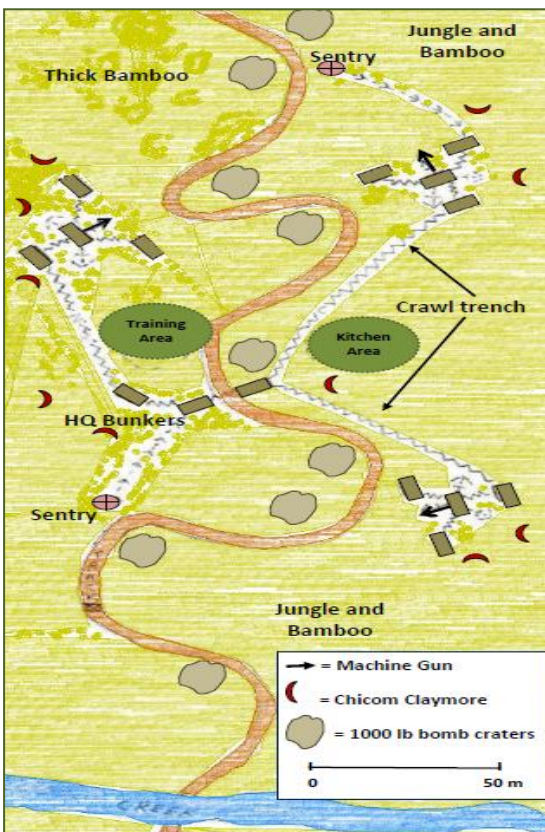 Jungle and
Bamboo
Sentry
Thick Bamboo
Crawl trench
Training
Area
Kitchen
Area
HQ Bunkers
Sentry
Jungle and
Bamboo
= Machine Gun
= Chicom Claymore
= 1000 lb bomb craters
0 50 m
CREEK